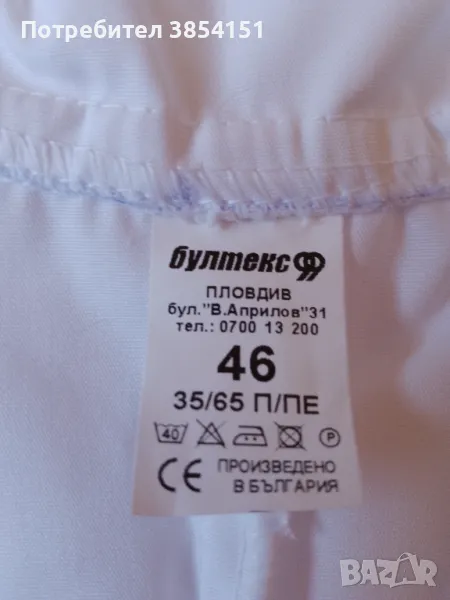 Потребител 3854151
бултекс 99
ПЛОВДИВ
бул."В.Априлов"31
тел.: 0700 13 200
46
35/65 П/ПЕ
40 P
CE ПРОИЗВЕДЕНО
В БЪЛГАРИЯ
BAZAR